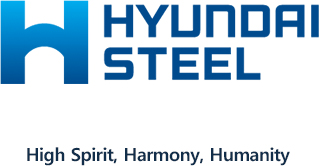 HYUNDAI
STEEL
High Spirit, Harmony, Humanity